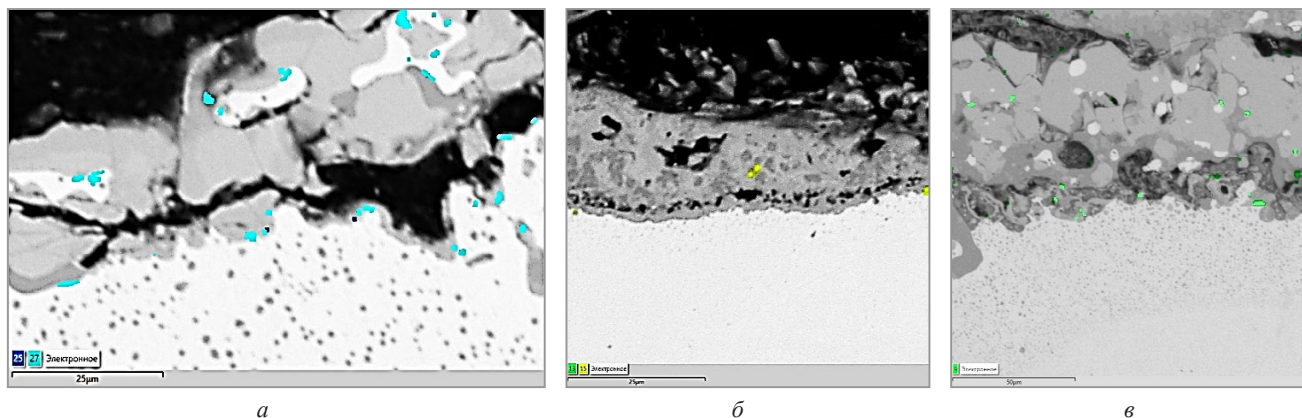 25 27 Электронное
25μm
13 15 Электронное
25μm
Электронное
50μm
а б в